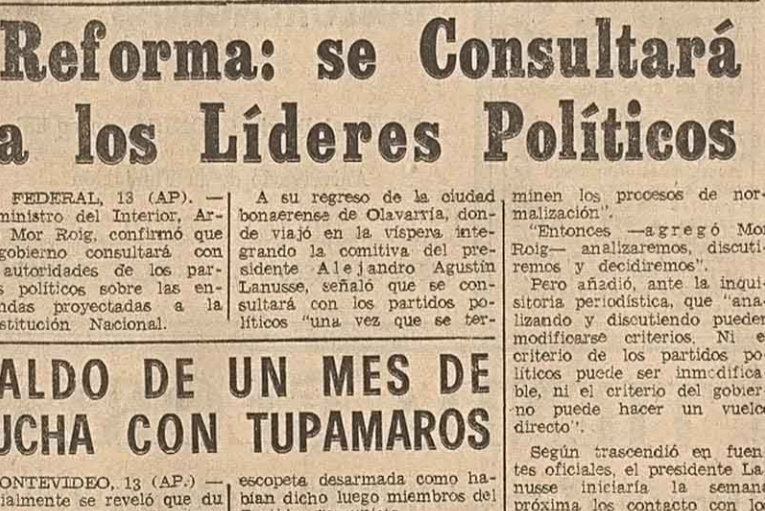 Reforma: se Consultará
a los Líderes Políticos
FEDERAL, 13 (AP). —
ministro del Interior, Ar-
Mor Roig, confirmó que
gobierno consultará con
autoridades de los par-
s políticos sobre las en-
ndas proyectadas a la
stitución Nacional.
A su regreso de la ciudad
bonaerense de Olavarría, don-
de viajó en la víspera inte-
grando la comitiva del pre-
sidente Alejandro Agustín
Lanusse, señaló que se con-
sultará con los partidos po-
líticos "una vez que se ter-
minen los procesos de nor-
malización".
"Entonces —agregó Mor
Roig— analizaremos, discuti-
remos y decidiremos".
Pero añadió, ante la inqui-
sitoria periodística, que "ana-
lizando y discutiendo pueden
modificarse criterios. Ni e
criterio de los partidos po-
líticos puede ser inmodifica-
ble, ni el criterio del gobier-
no puede hacer un vuelco
directo".
Según trascendió en fuen-
tes oficiales, el presidente La-
nusse iniciaría la semana
próxima los contacto con los
ALDO DE UN MES DE
UCHA CON TUPAMAROS
ONTEVIDEO, 13 (AP.) —
ialmente se reveló que du
escopeta desarmada como ha-
bían dicho luego miembros del